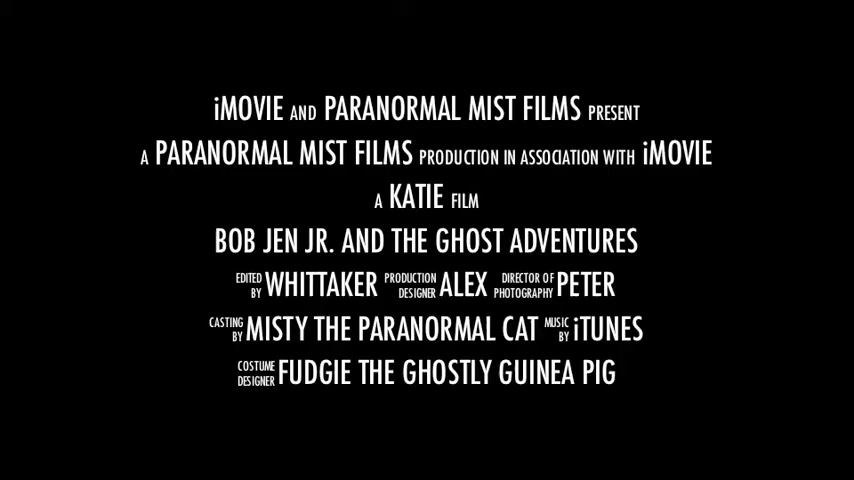 iMOVIE AND PARANORMAL MIST FILMS PRESENT
A PARANORMAL MIST FILMS PRODUCTION IN ASSOCIATION WITH iMOVIE
A KATIE FILM
BOB JEN JR. AND THE GHOST ADVENTURES
EDITED BY WHITTAKER PRODUCTION DESIGNER ALEX DIRECTOR OF PHOTOGRAPHY PETER
CASTING BY MISTY THE PARANORMAL CAT MUSIC BY iTUNES
COSTUME DESIGNER FUDGIE THE GHOSTLY GUINEA PIG